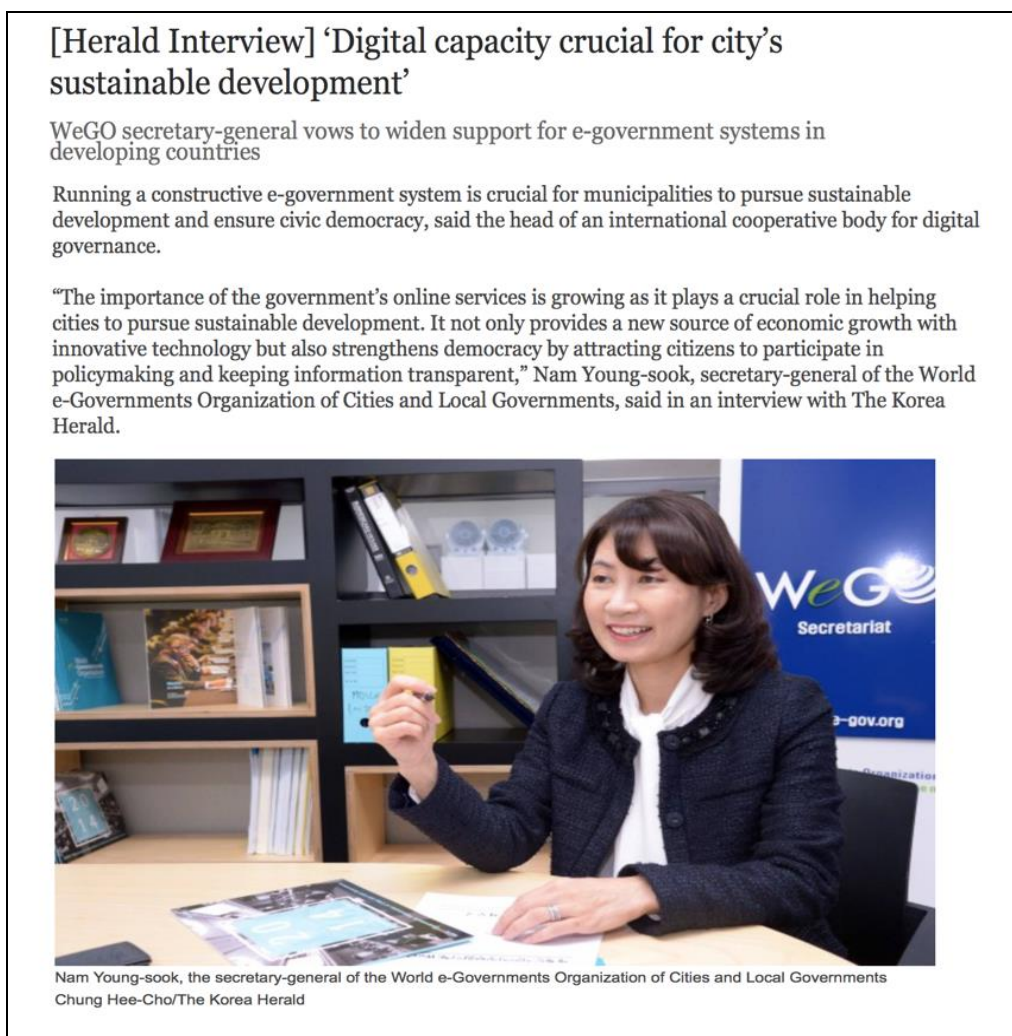 [Herald Interview] ‘Digital capacity crucial for city’s
sustainable development’
WeGO secretary-general vows to widen support for e-government systems in
developing countries
Running a constructive e-government system is crucial for municipalities to pursue sustainable
development and ensure civic democracy, said the head of an international cooperative body for digital
governance.
“The importance of the government’s online services is growing as it plays a crucial role in helping
cities to pursue sustainable development. It not only provides a new source of economic growth with
innovative technology but also strengthens democracy by attracting citizens to participate in
policymaking and keeping information transparent,” Nam Young-sook, secretary-general of the World
e-Governments Organization of Cities and Local Governments, said in an interview with The Korea
Herald.
WeGO
Secretariat
e-gov.org
Organization
Nam Young-sook, the secretary-general of the World e-Governments Organization of Cities and Local Governments
Chung Hee-Cho/The Korea Herald